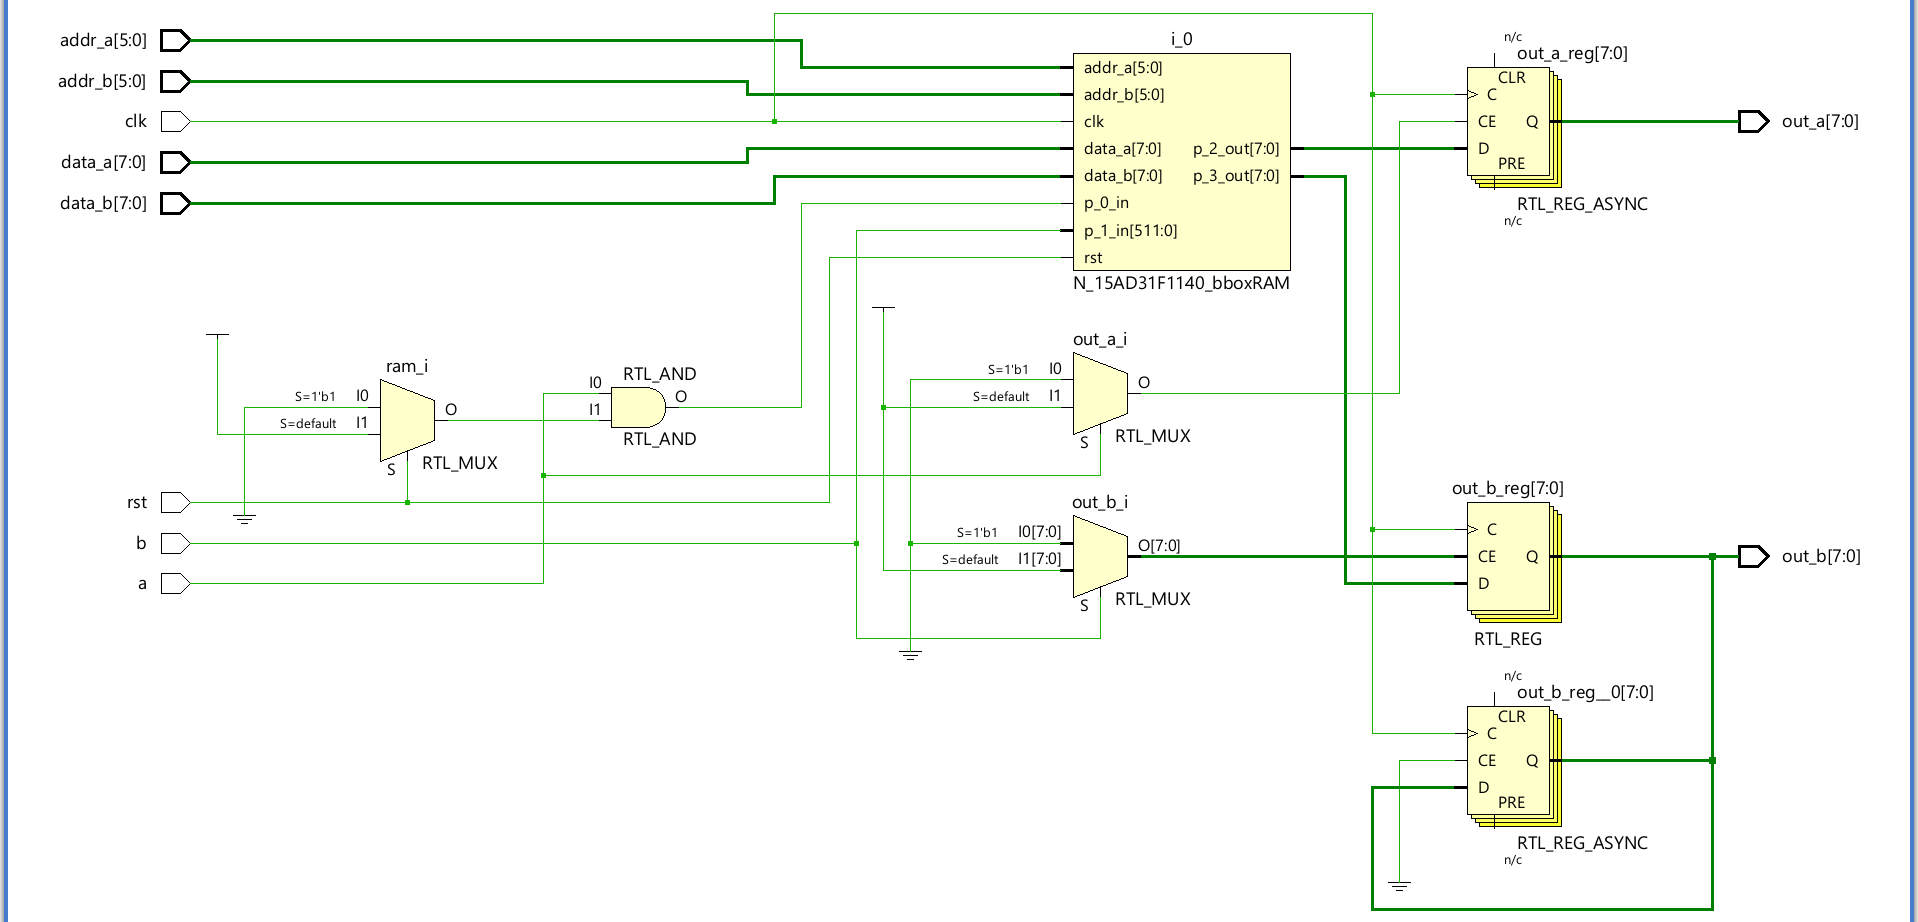 addr_a[5:0]
addr_b[5:0]
clk
data_a[7:0]
data_b[7:0]
i_0
addr_a[5:0]
addr_b[5:0]
clk
data_a[7:0] p_2_out[7:0]
data_b[7:0] p_3_out[7:0]
p_0_in
p_1_in[511:0]
rst
N_15AD31F1140_bboxRAM
n/c
out_a_reg[7:0]
CLR
C
CE Q
D
PRE
RTL_REG_ASYNC
n/c
out_a[7:0]
ram_i
S=1'b1 I0
S=default I1
O
S
RTL_MUX
RTL_AND
I0
I1
O
RTL_AND
out_a_i
S=1'b1 I0
S=default I1
O
S
RTL_MUX
rst
b
a
out_b_i
S=1'b1 I0[7:0]
S=default I1[7:0]
O[7:0]
S
RTL_MUX
out_b_reg[7:0]
C
CE Q
D
RTL_REG
out_b[7:0]
n/c
out_b_reg__0[7:0]
CLR
C
CE Q
D
PRE
RTL_REG_ASYNC
n/c